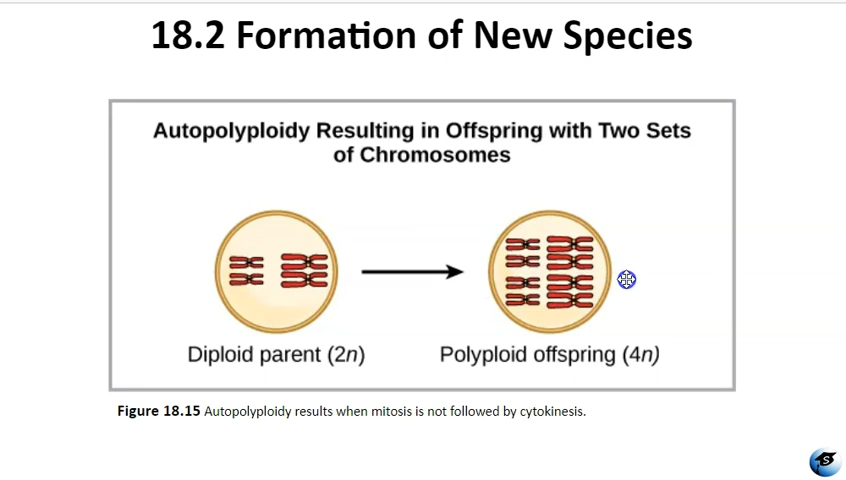 18.2 Formation of New Species
Autopolyploidy Resulting in Offspring with Two Sets
of Chromosomes
Diploid parent (2n)
Polyploid offspring (4n)
Figure 18.15 Autopolyploidy results when mitosis is not followed by cytokinesis.
S